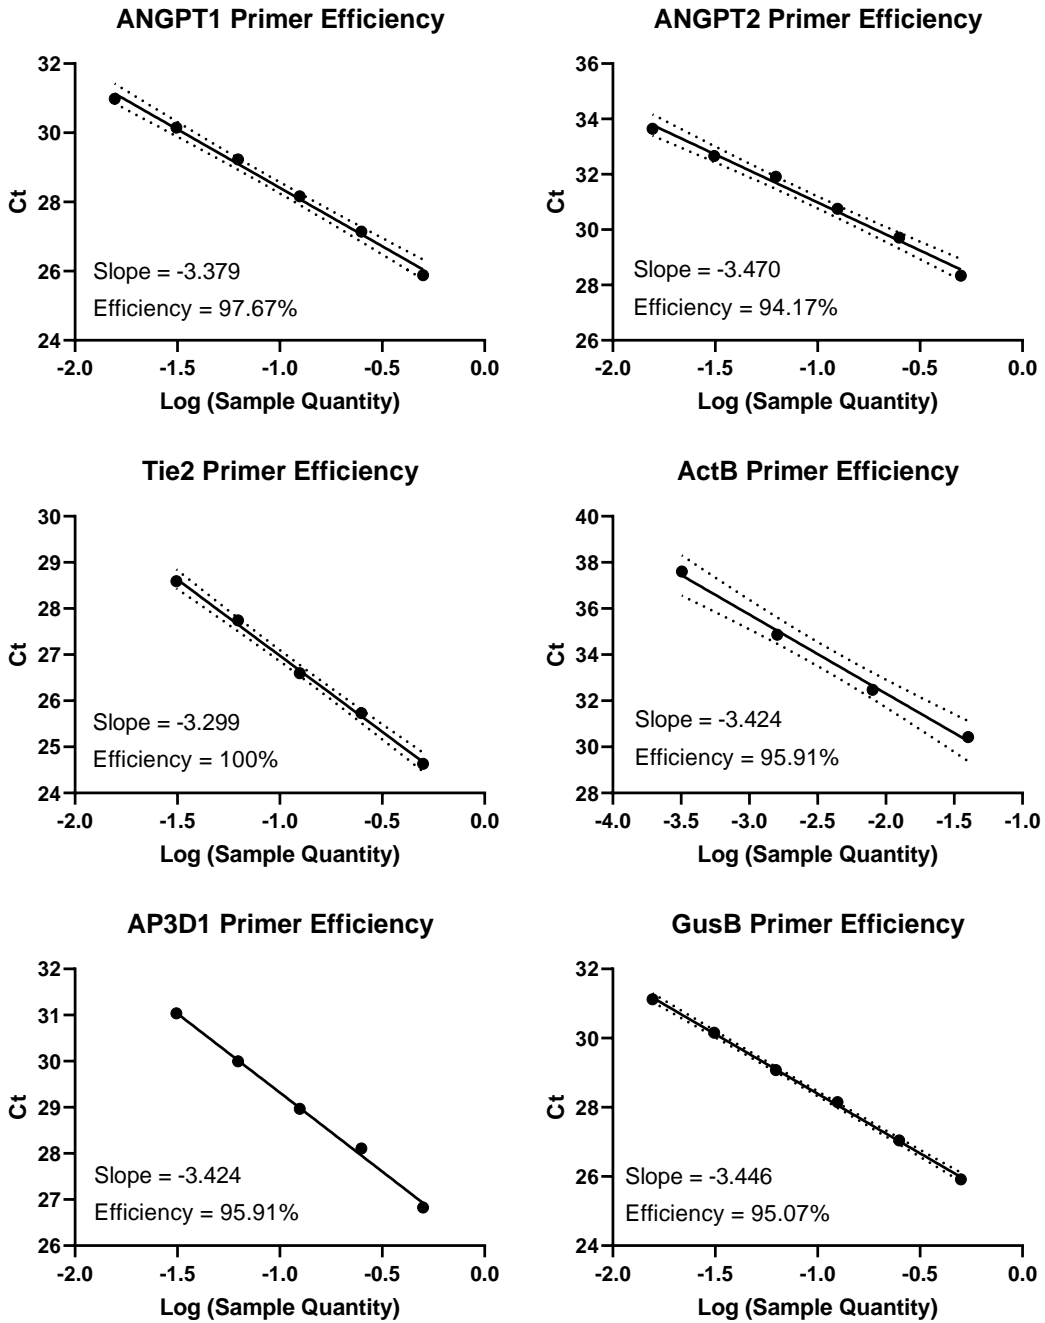 ANGPT1 Primer Efficiency
32
30
28
26
24
Ct
Slope = -3.379
Efficiency = 97.67%
-2.0 -1.5 -1.0 -0.5 0.0
Log (Sample Quantity)
ANGPT2 Primer Efficiency
36
34
32
30
28
26
Ct
Slope = -3.470
Efficiency = 94.17%
-2.0 -1.5 -1.0 -0.5 0.0
Log (Sample Quantity)
Tie2 Primer Efficiency
30
29
28
27
26
25
24
Ct
Slope = -3.299
Efficiency = 100%
-2.0 -1.5 -1.0 -0.5 0.0
Log (Sample Quantity)
ActB Primer Efficiency
40
38
36
34
32
30
28
Ct
Slope = -3.424
Efficiency = 95.91%
-4.0 -3.5 -3.0 -2.5 -2.0 -1.5 -1.0
Log (Sample Quantity)
AP3D1 Primer Efficiency
32
31
30
29
28
27
26
Ct
Slope = -3.424
Efficiency = 95.91%
-2.0 -1.5 -1.0 -0.5 0.0
Log (Sample Quantity)
GusB Primer Efficiency
32
30
28
26
24
Ct
Slope = -3.446
Efficiency = 95.07%
-2.0 -1.5 -1.0 -0.5 0.0
Log (Sample Quantity)